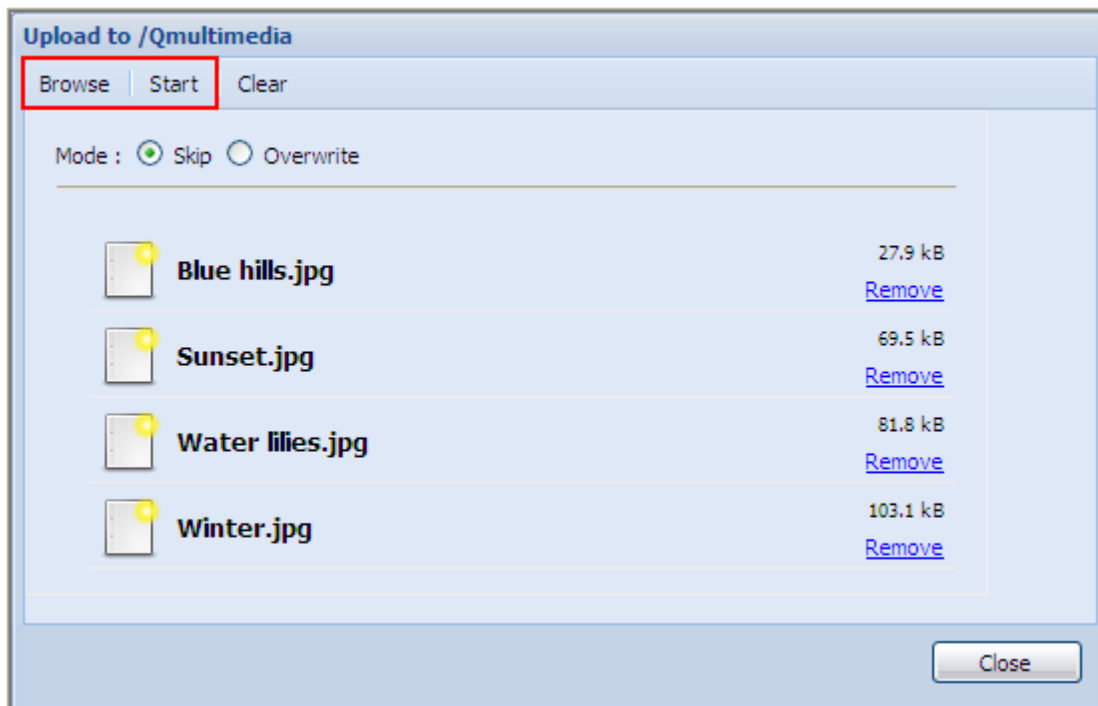 Upload to /Qmultimedia
Browse Start Clear
Mode : Skip Overwrite
27.9 kB
Blue hills.jpg
Remove
69.5 kB
Sunset.jpg
Remove
81.8 kB
Water lilies.jpg
Remove
103.1 kB
Winter.jpg
Remove
Close